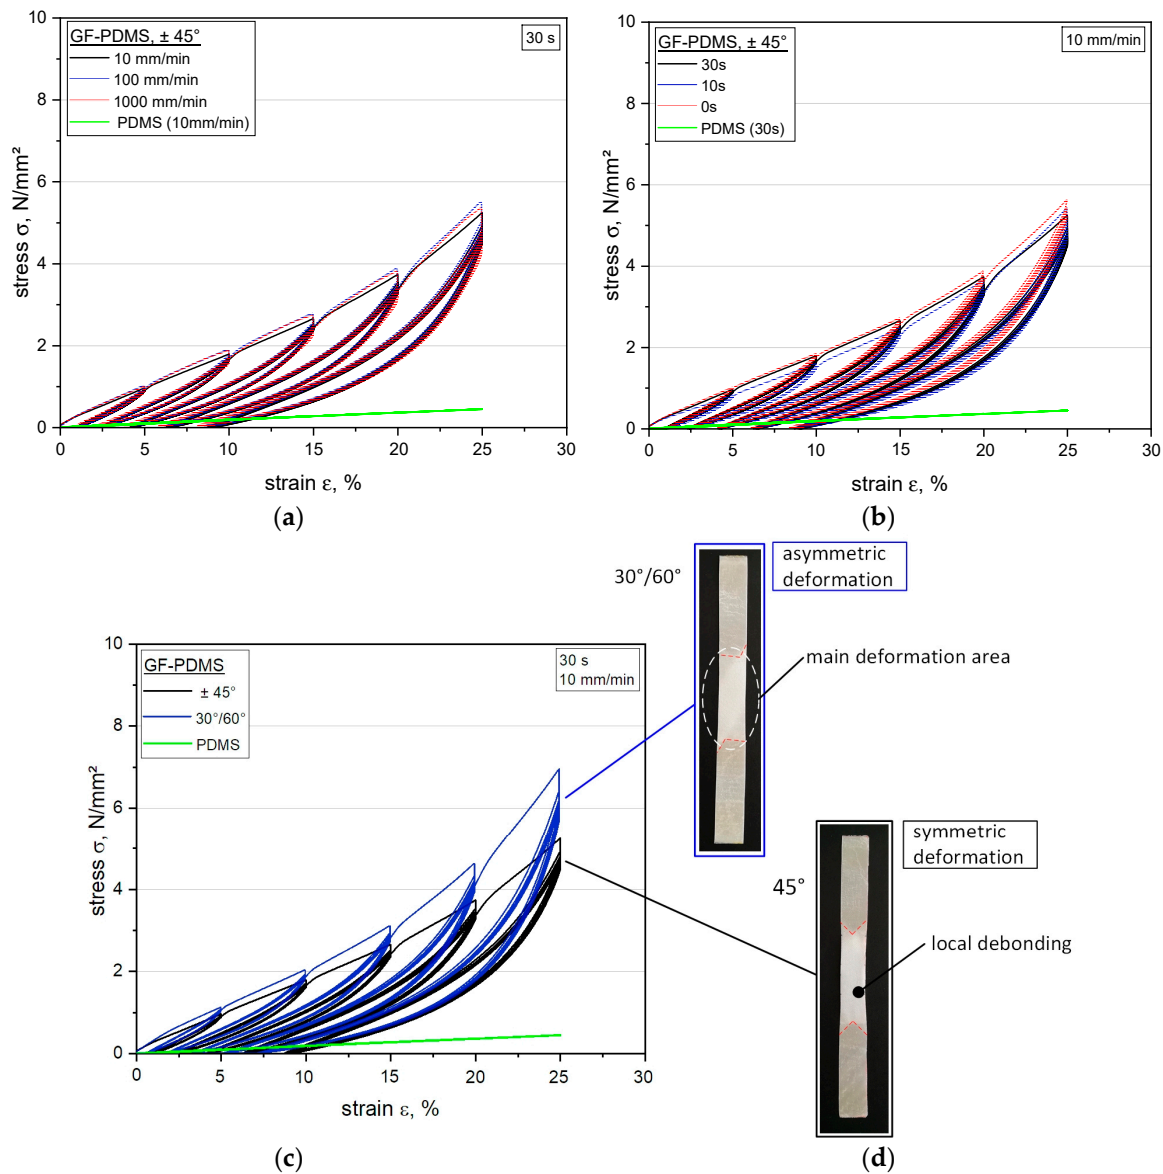 10
8
6
4
2
0
stress σ, N/mm²
GF-PDMS, ± 45°
10 mm/min
100 mm/min
1000 mm/min
PDMS (10mm/min)
30 s
0 5 10 15 20 25 30
strain ε, %
(a)
10
8
6
4
2
0
stress σ, N/mm²
GF-PDMS, ± 45°
30s
10s
0s
PDMS (30s)
10 mm/min
0 5 10 15 20 25 30
strain ε, %
(b)
10
8
6
4
2
0
stress σ, N/mm²
GF-PDMS
± 45°
30°/60°
PDMS
30 s
10 mm/min
0 5 10 15 20 25 30
strain ε, %
(c)
30°/60°
asymmetric
deformation
main deformation area
45°
symmetric
deformation
local debonding
(d)